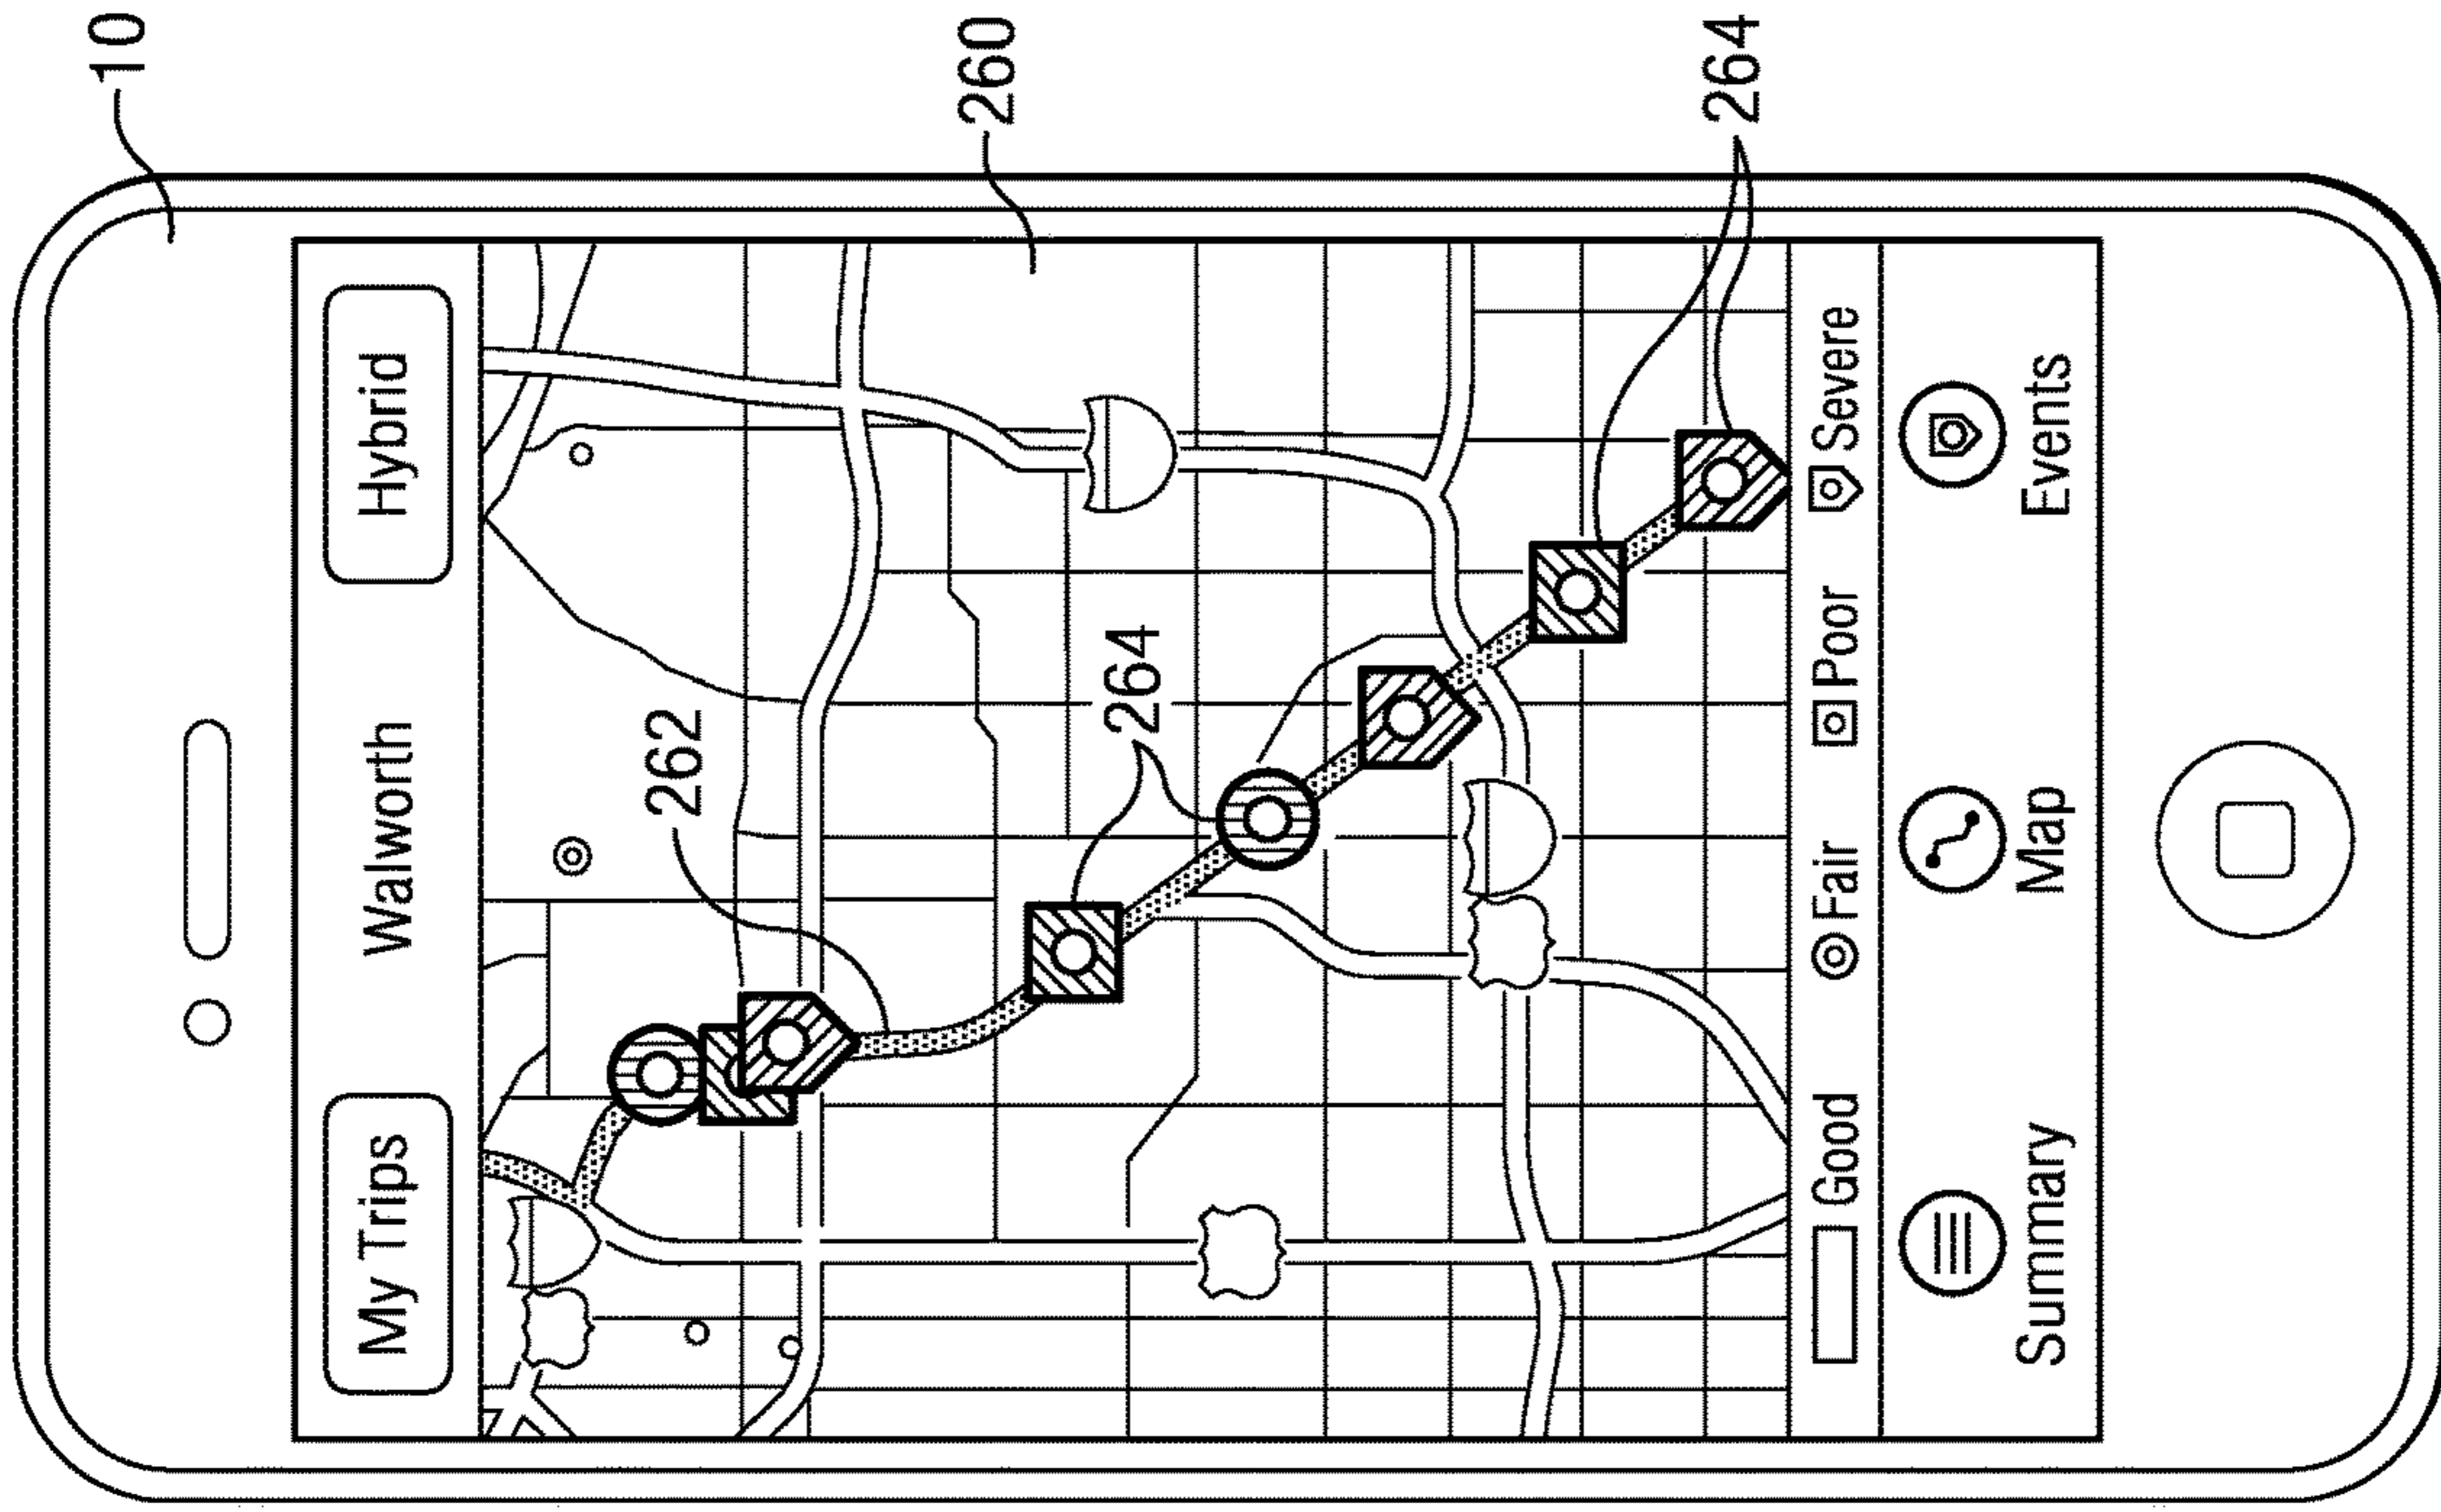 10
My Trips Walworth Hybrid
262
260
264
264
Good Fair Poor Severe
Summary Map Events